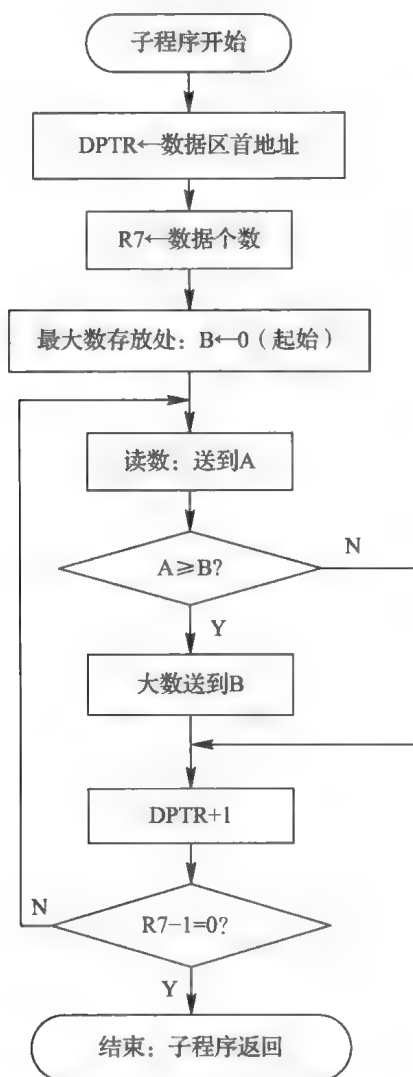 子程序开始
DPTR←数据区首地址
R7←数据个数
最大数存放处：B←0（起始）
读数：送到A
A≥B?
N
Y
大数送到B
DPTR+1
N
R7-1=0?
Y
结束：子程序返回